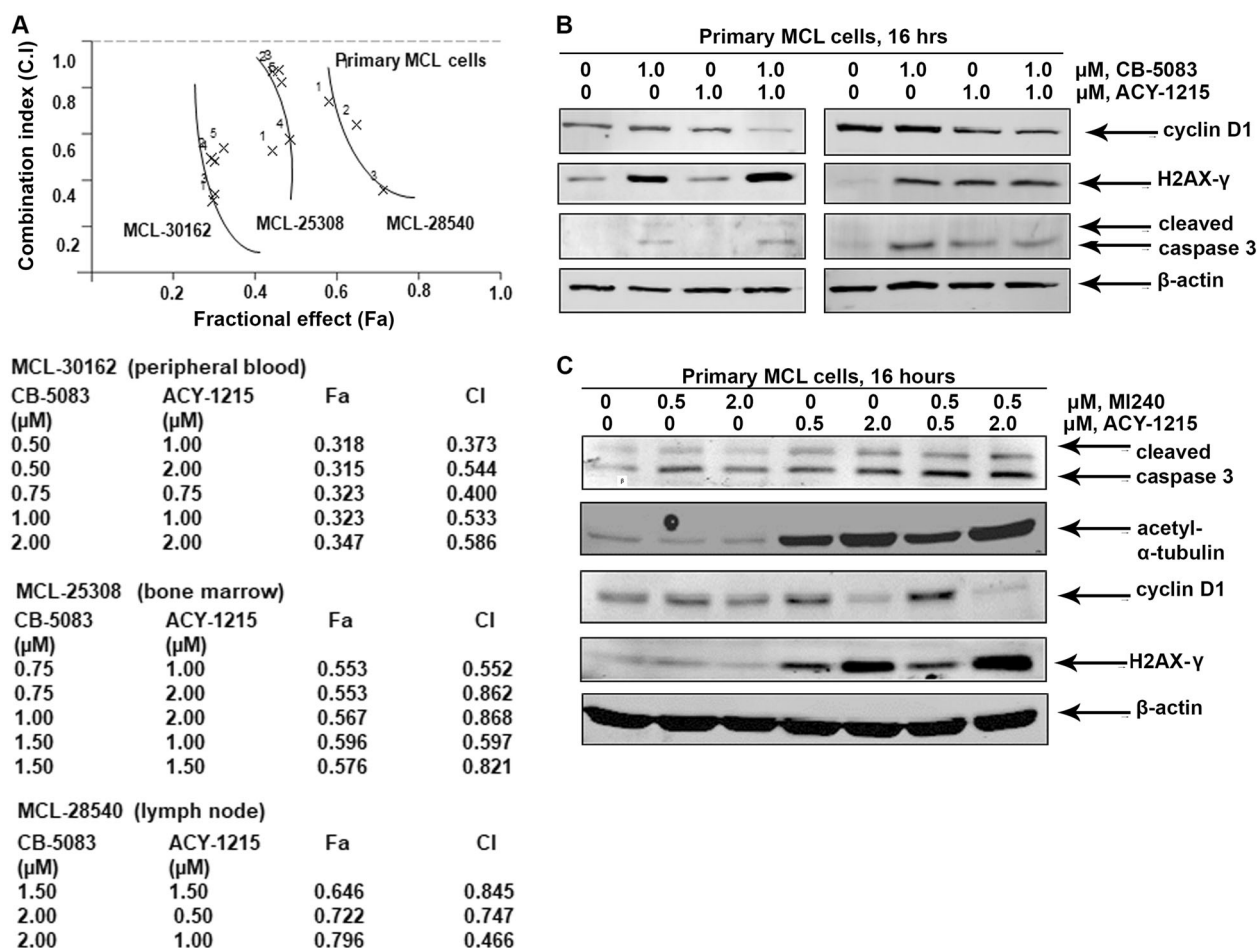 A
Combination index (C.I)
1.0
0.8
0.6
0.4
0.2
Primary MCL cells
MCL-30162
MCL-25308
MCL-28540
0.2 0.4 0.6 0.8 1.0
Fractional effect (Fa)
MCL-30162 (peripheral blood)
CB-5083 ACY-1215 Fa CI
(µM) (µM)
0.50 1.00 0.318 0.373
0.50 2.00 0.315 0.544
0.75 0.75 0.323 0.400
1.00 1.00 0.323 0.533
2.00 2.00 0.347 0.586
MCL-25308 (bone marrow)
CB-5083 ACY-1215 Fa CI
(µM) (µM)
0.75 1.00 0.553 0.552
0.75 2.00 0.553 0.862
1.00 2.00 0.567 0.868
1.50 1.00 0.596 0.597
1.50 1.50 0.576 0.821
MCL-28540 (lymph node)
CB-5083 ACY-1215 Fa CI
(µM) (µM)
1.50 1.50 0.646 0.845
2.00 0.50 0.722 0.747
2.00 1.00 0.796 0.466
B
Primary MCL cells, 16 hrs
0 1.0 0 1.0 0 1.0 0 1.0 µM, CB-5083
0 0 1.0 1.0 0 0 1.0 1.0 µM, ACY-1215
cyclin D1
H2AX-γ
cleaved
caspase 3
β-actin
C
Primary MCL cells, 16 hours
0 0.5 2.0 0 0 0.5 0.5 µM, MI240
0 0 0 0.5 2.0 0.5 2.0 µM, ACY-1215
cleaved
caspase 3
acetyl-
α-tubulin
cyclin D1
H2AX-γ
β-actin